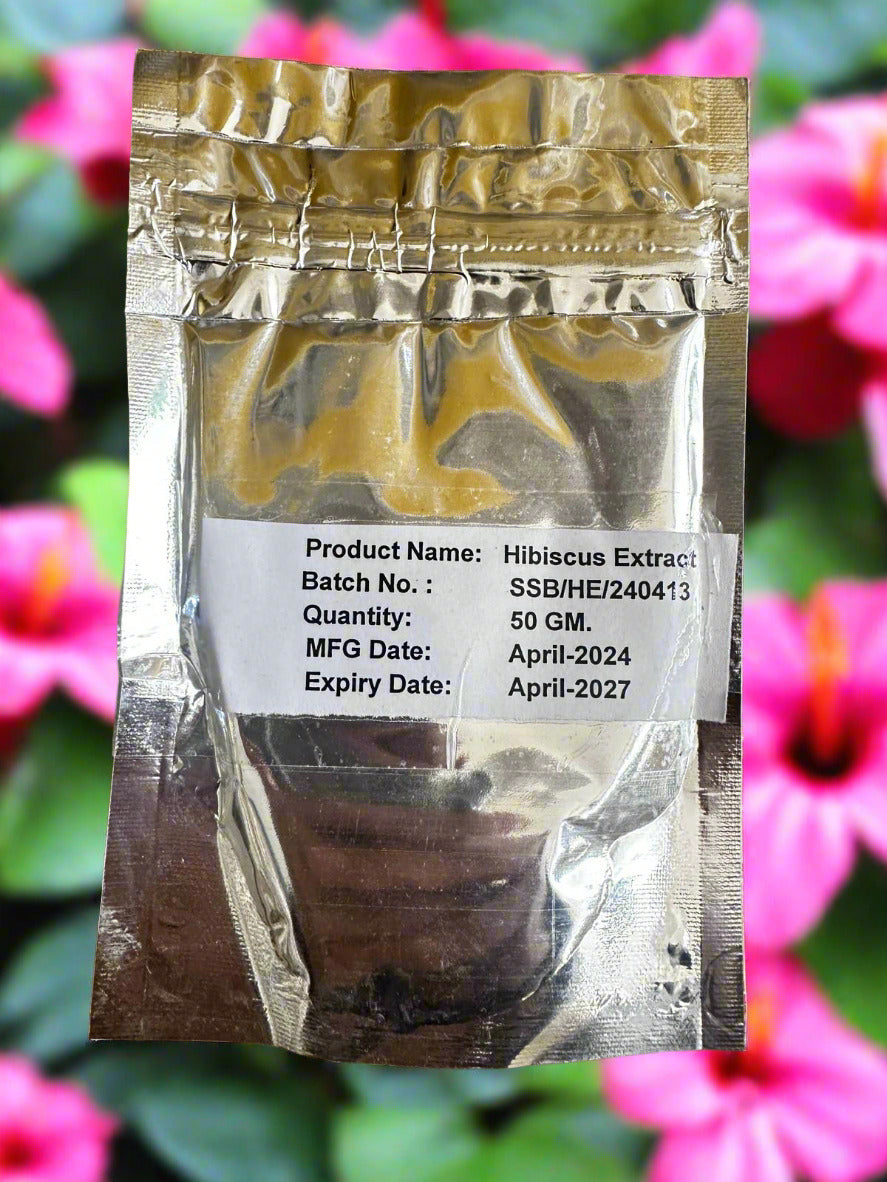 Product Name: Hibiscus Extract
Batch No. : SSB/HE/240413
Quantity: 50 GM.
MFG Date: April-2024
Expiry Date: April-2027